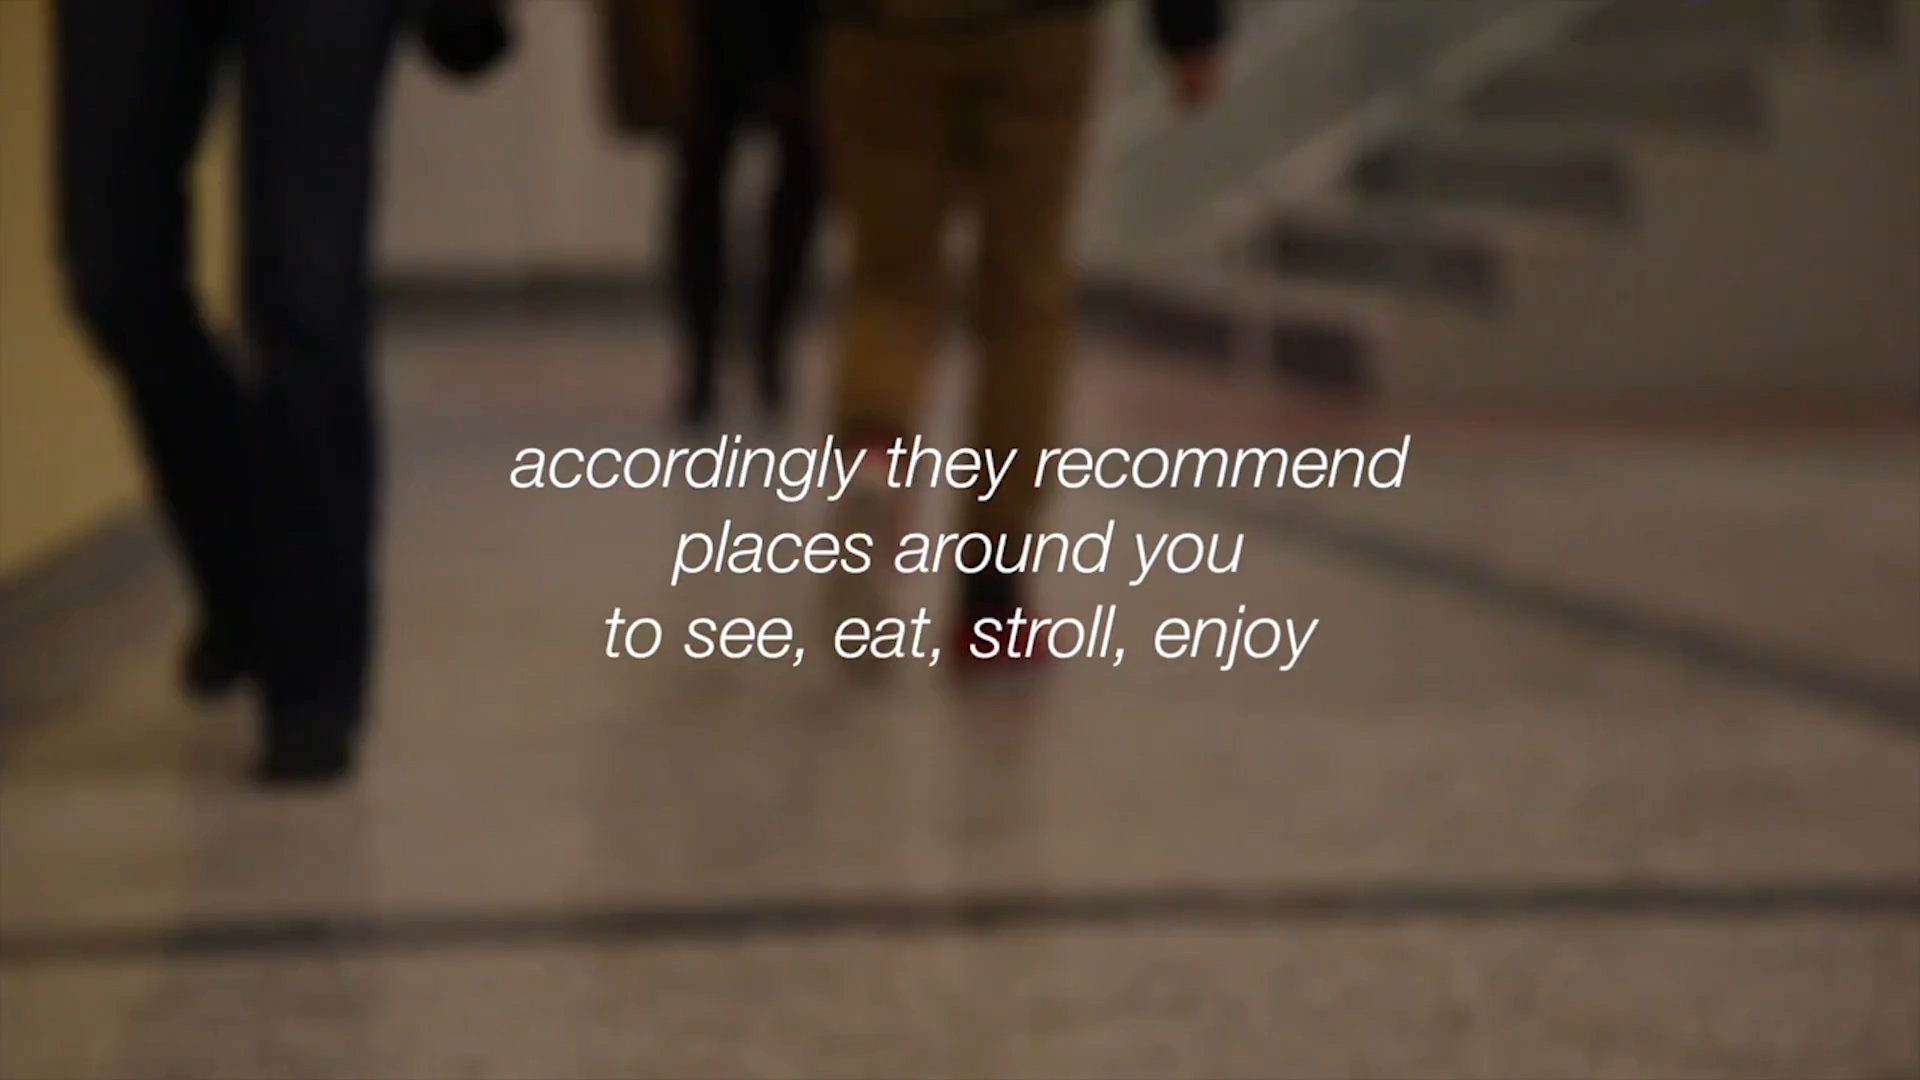 accordingly they recommend
places around you
to see, eat, stroll, enjoy